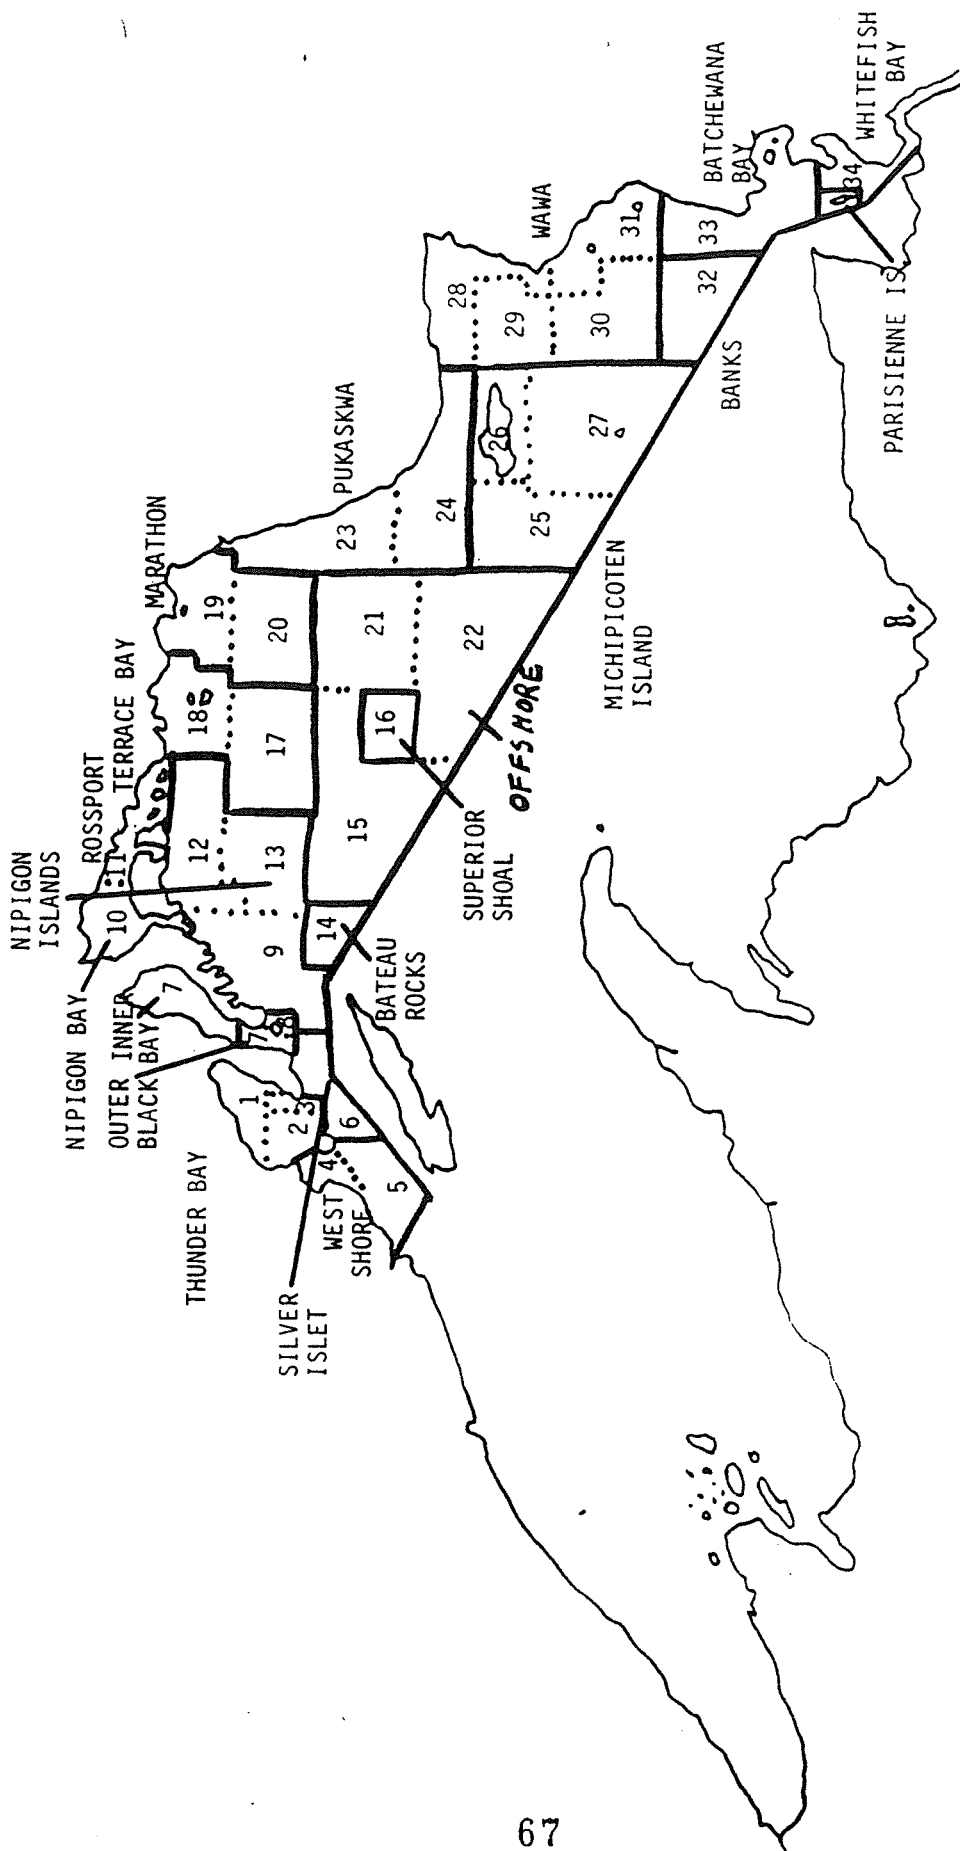 NIPIGON
ISLANDS
ROSSPORT
TERRACE BAY
MARATHON
NIPIGON BAY
OUTER INNER
BLACK BAY
THUNDER BAY
PUKASKWA
WAWA
BATCHEWANA
BAY
WHITEFISH
BAY
SILVER
ISLET
WEST
SHORE
BATEAU
ROCKS
SUPERIOR
SHOAL
OFFSHORE
MICHIPICOTEN
ISLAND
BANKS
PARISIENNE IS
1
2
3
4
5
6
7
7
8
9
10
11
12
13
14
15
16
17
18
19
20
21
22
23
24
25
26
27
28
29
30
31
32
33
34
8.
67